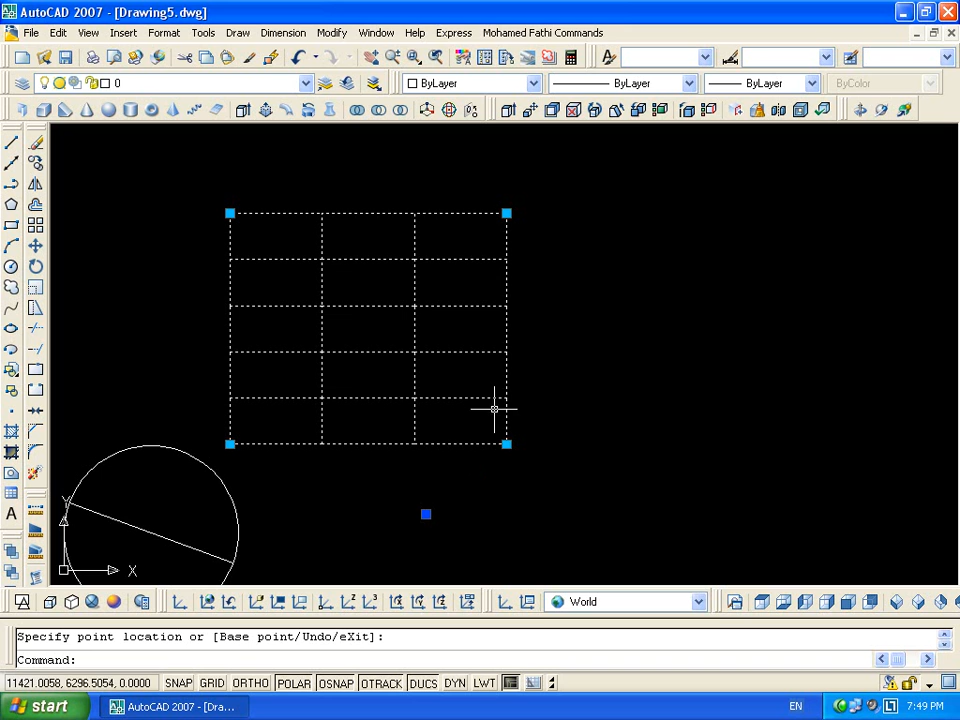 AutoCAD 2007 - [Drawing5.dwg]
File Edit View Insert Format Tools Draw Dimension Modify Window Help Express Mohamed Fathi Commands
0 ByLayer ByLayer ByLayer ByColor
Y
X
A
World
Specify point location or [Base point/Undo/eXit]:
Command:
11421.0058, 6296.5054, 0.0000 SNAP GRID ORTHO POLAR OSNAP OTRACK DUCS DYN LWT
start AutoCAD 2007 - [Dra... EN 7:49 PM